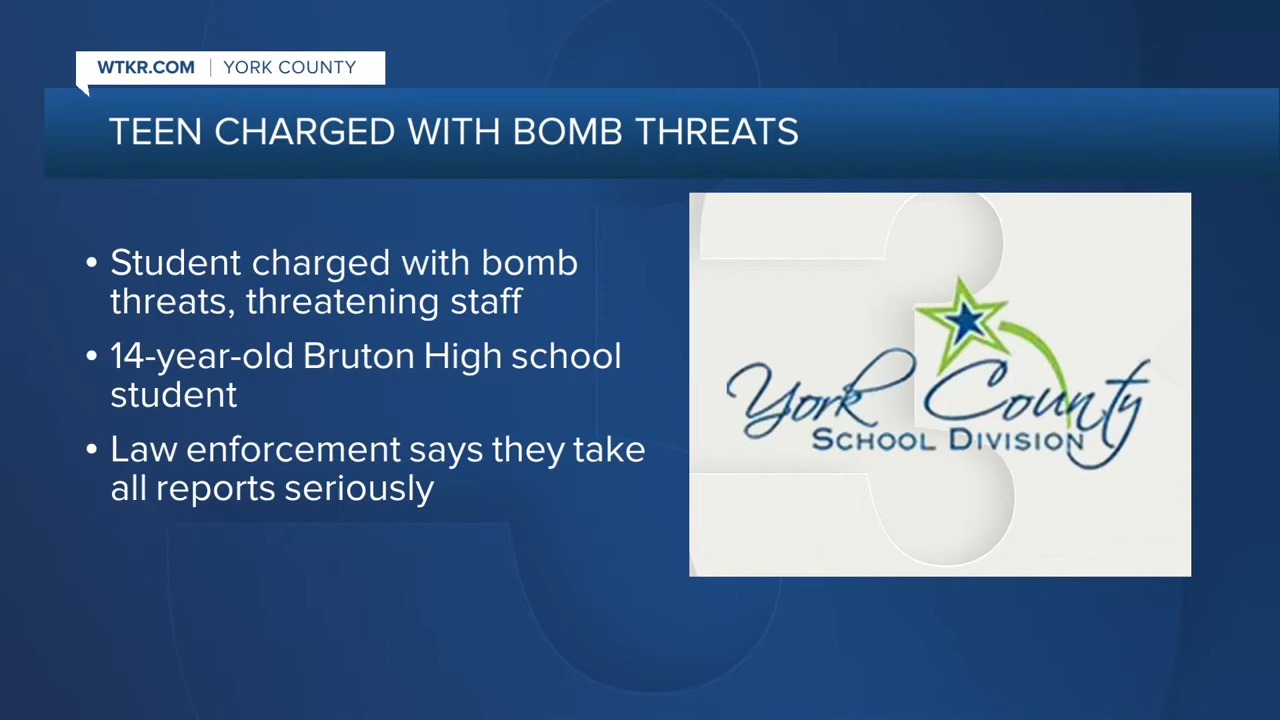 WTKR.COM | YORK COUNTY
TEEN CHARGED WITH BOMB THREATS
• Student charged with bomb
threats, threatening staff
• 14-year-old Bruton High school
student
• Law enforcement says they take
all reports seriously
York County
SCHOOL DIVISION